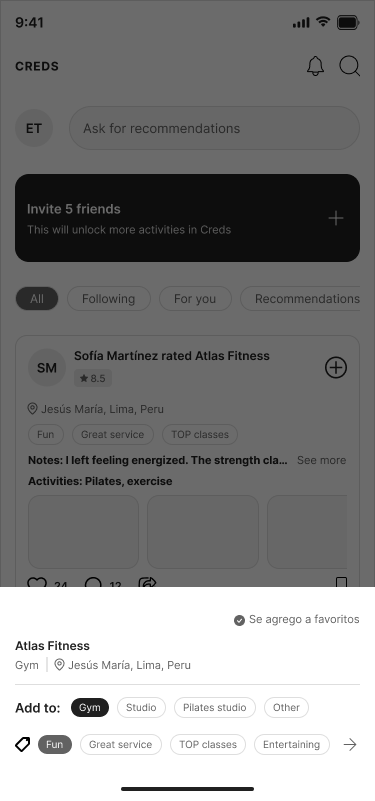 9:41
CREDS
ET
Ask for recommendations
Invite 5 friends
This will unlock more activities in Creds
All
Following
For you
Recommendations
SM
Sofía Martínez rated Atlas Fitness
8.5
Jesús María, Lima, Peru
Fun
Great service
TOP classes
Notes: I left feeling energized. The strength cla... See more
Activities: Pilates, exercise
24
12
Se agrego a favoritos
Atlas Fitness
Gym
Jesús María, Lima, Peru
Add to:
Gym
Studio
Pilates studio
Other
Fun
Great service
TOP classes
Entertaining